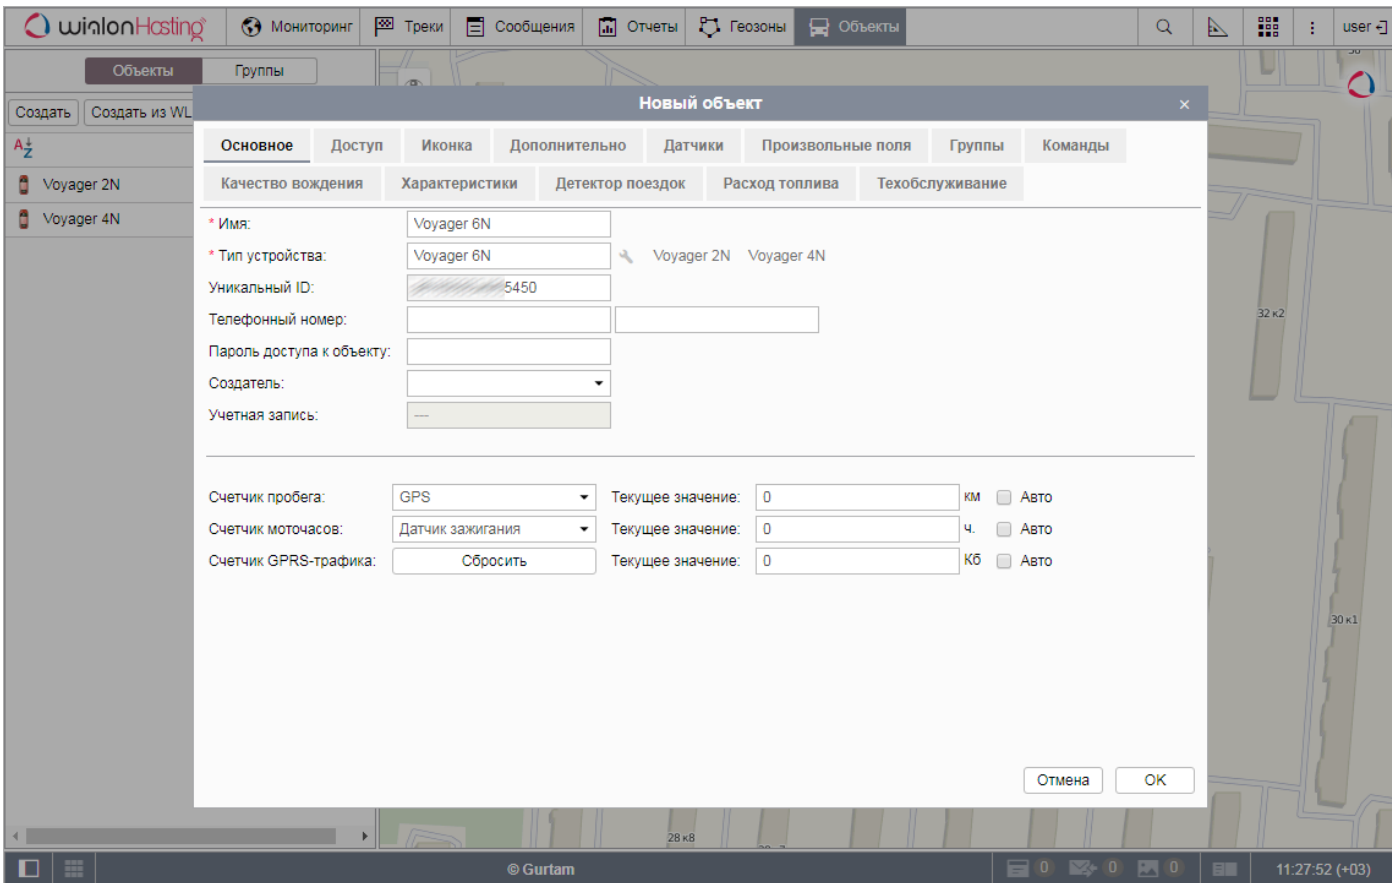 wialonHosting Мониторинг Треки Сообщения Отчеты Геозоны Объекты user
Объекты Группы
Создать Создать из WL
Новый объект ×
Основное Доступ Иконка Дополнительно Датчики Произвольные поля Группы Команды
Качество вождения Характеристики Детектор поездок Расход топлива Техобслуживание
Voyager 2N
Voyager 4N
* Имя: Voyager 6N
* Тип устройства: Voyager 6N Voyager 2N Voyager 4N
Уникальный ID: 5450
Телефонный номер:
Пароль доступа к объекту:
Создатель:
Учетная запись: ---
Счетчик пробега: GPS Текущее значение: 0 км Авто
Счетчик моточасов: Датчик зажигания Текущее значение: 0 ч. Авто
Счетчик GPRS-трафика: Сбросить Текущее значение: 0 Кб Авто
Отмена OK
32 к2
30 к1
28 к8
© Gurtam 0 0 0 11:27:52 (+03)